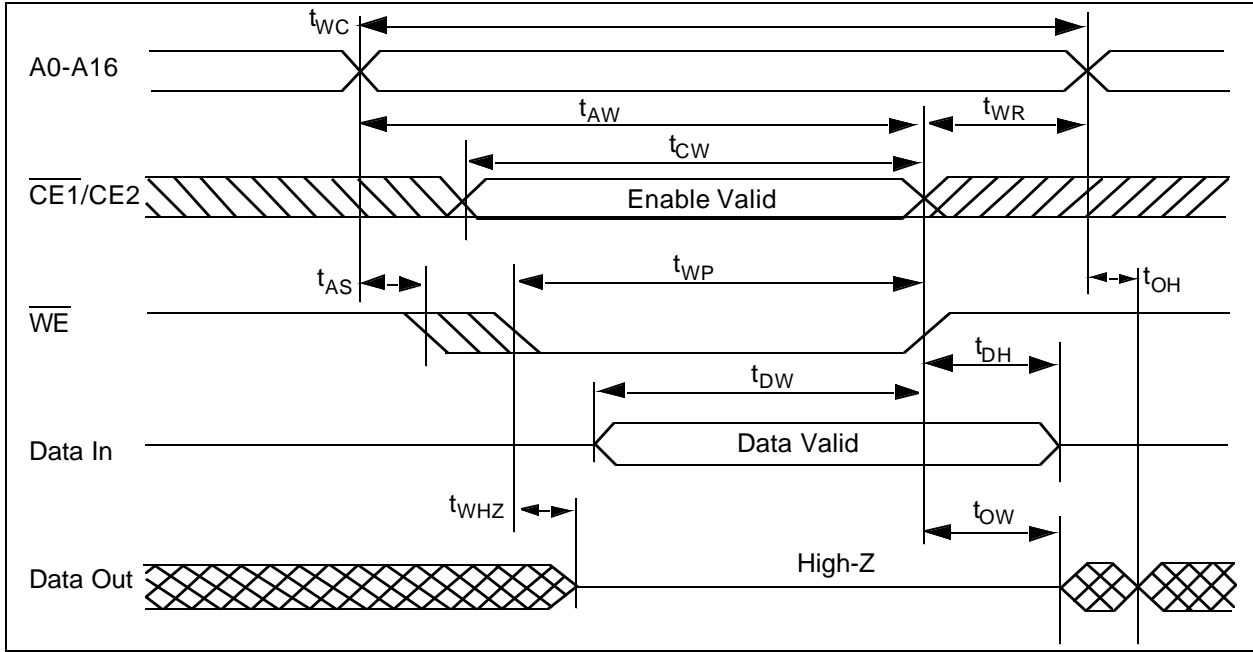 tWC
A0-A16
tAW
tWR
tCW
CE1/CE2
Enable Valid
tAS
tWP
tOH
WE
tDW
tDH
Data In
Data Valid
tWHZ
tOW
Data Out
High-Z